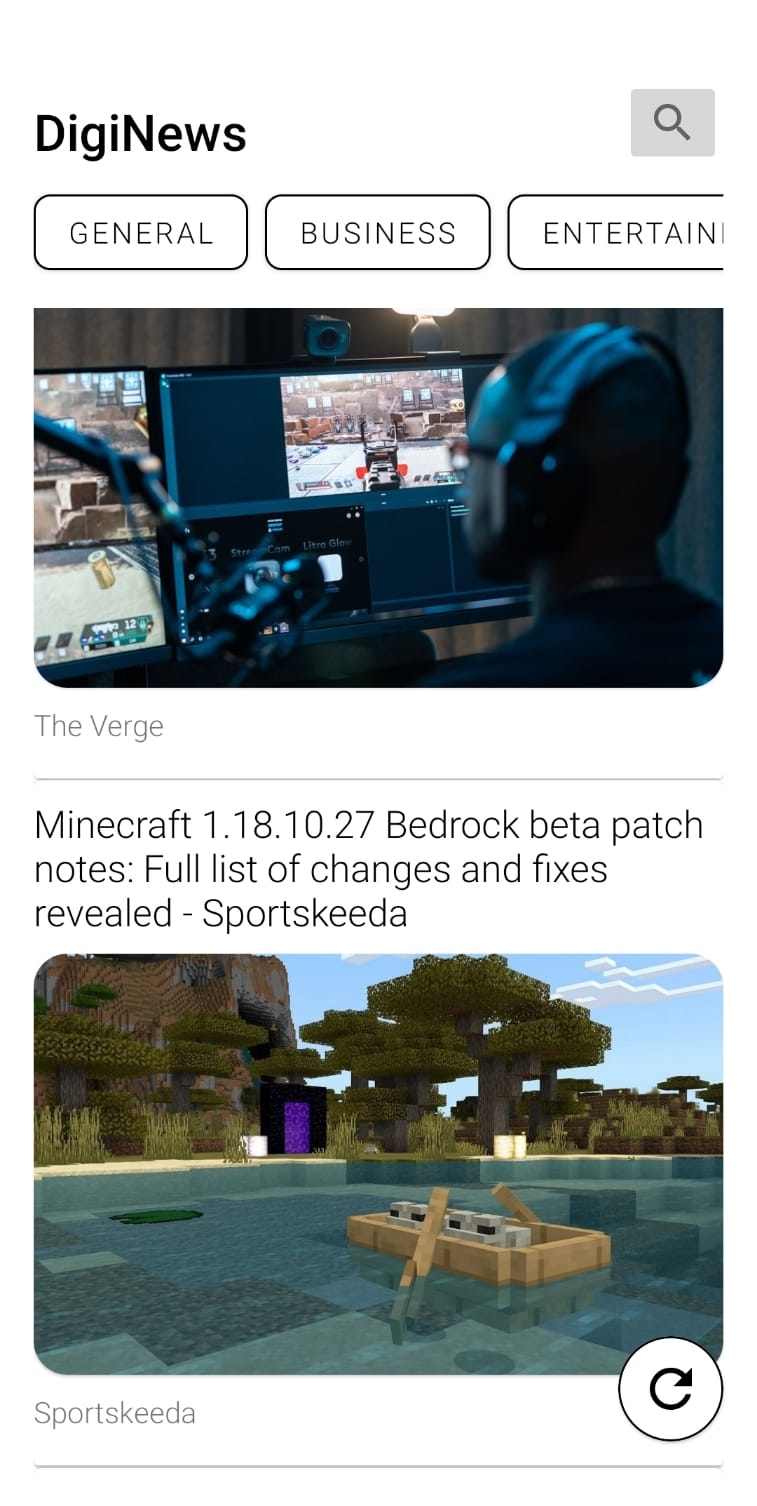 DigiNews
GENERAL
BUSINESS
ENTERTAIN
StreamCam
Litra Glow
12
The Verge
Minecraft 1.18.10.27 Bedrock beta patch
notes: Full list of changes and fixes
revealed - Sportskeeda
Sportskeeda